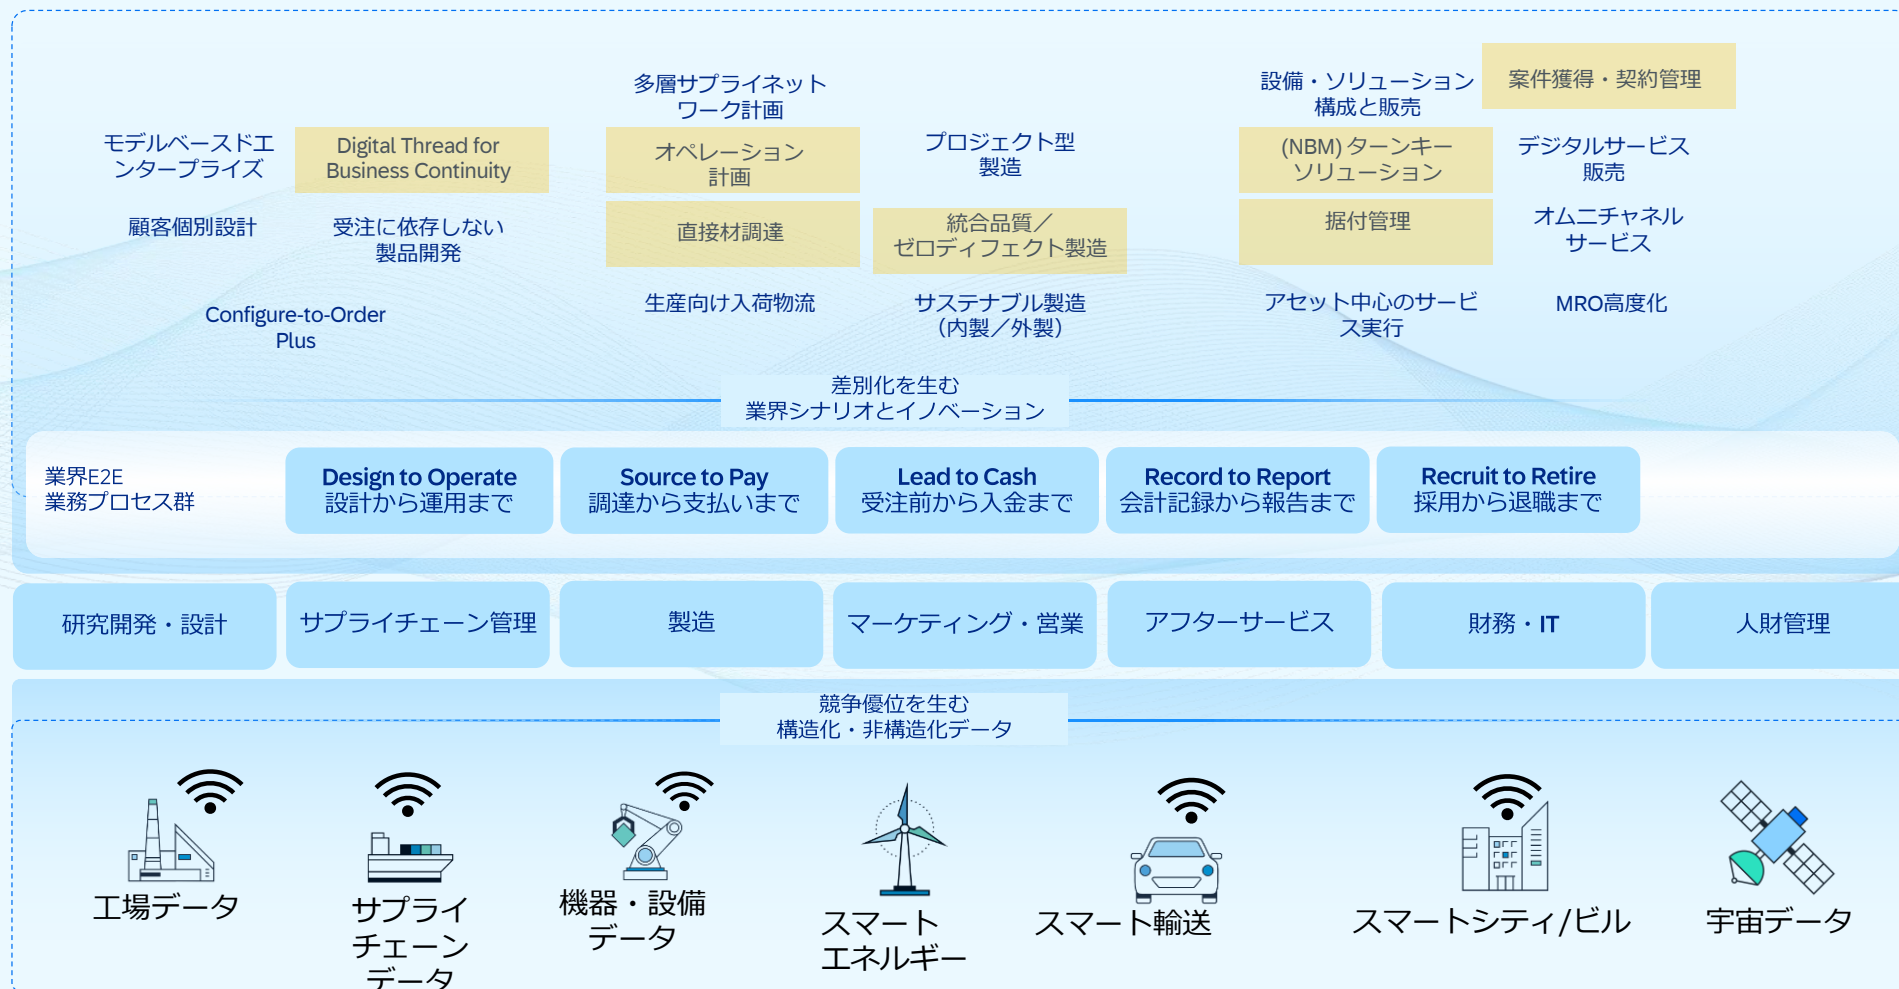 多層サプライネット
ワーク計画
設備・ソリューション
構成と販売
案件獲得・契約管理
モデルベースドエ
ンタープライズ
Digital Thread for
Business Continuity
オペレーション
計画
プロジェクト型
製造
(NBM) ターンキー
ソリューション
デジタルサービス
販売
顧客個別設計
受注に依存しない
製品開発
直接材調達
統合品質／
ゼロディフェクト製造
据付管理
オムニチャネル
サービス
Configure-to-Order
Plus
生産向け入荷物流
サステナブル製造
（内製／外製）
アセット中心のサービ
ス実行
MRO高度化
差別化を生む
業界シナリオとイノベーション
業界E2E
業務プロセス群
Design to Operate
設計から運用まで
Source to Pay
調達から支払いまで
Lead to Cash
受注前から入金まで
Record to Report
会計記録から報告まで
Recruit to Retire
採用から退職まで
研究開発・設計
サプライチェーン管理
製造
マーケティング・営業
アフターサービス
財務・IT
人財管理
競争優位を生む
構造化・非構造化データ
工場データ
サプライ
チェーン
データ
機器・設備
データ
スマート
エネルギー
スマート輸送
スマートシティ/ビル
宇宙データ